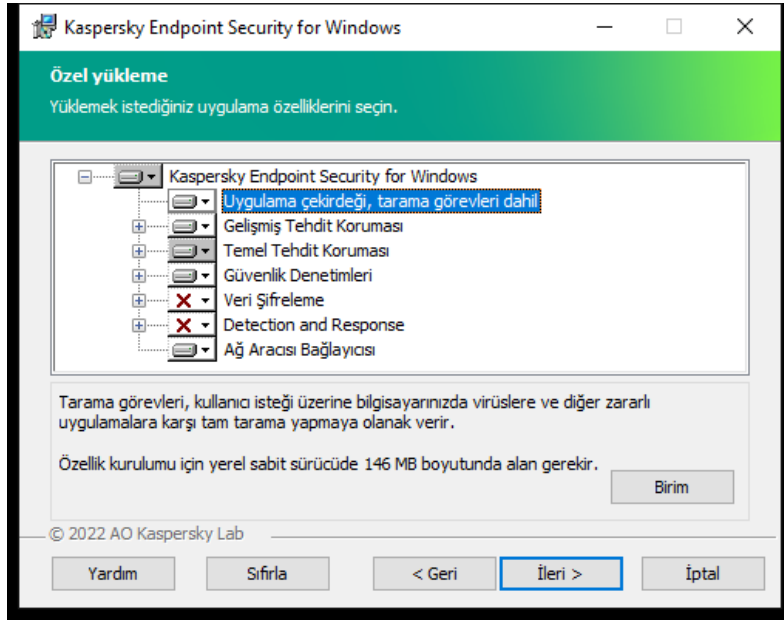 Kaspersky Endpoint Security for Windows
Özel yükleme
Yüklemek istediğiniz uygulama özelliklerini seçin.
Kaspersky Endpoint Security for Windows
Uygulama çekirdeği, tarama görevleri dahil
Gelişmiş Tehdit Koruması
Temel Tehdit Koruması
Güvenlik Denetimleri
Veri Şifreleme
Detection and Response
Ağ Aracısı Bağlayıcısı
Tarama görevleri, kullanıcı isteği üzerine bilgisayarınızda virüslere ve diğer zararlı
uygulamalara karşı tam tarama yapmaya olanak verir.
Özellik kurulumu için yerel sabit sürücüde 146 MB boyutunda alan gerekir.
Birim
© 2022 AO Kaspersky Lab
Yardım Sıfırla < Geri İleri > İptal